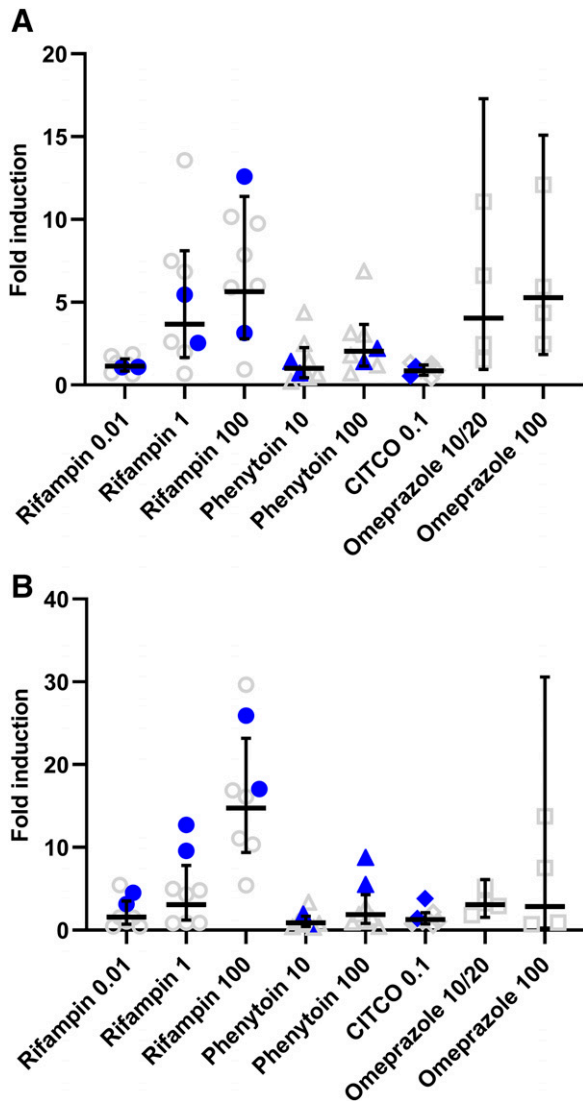 A
Fold induction
20
15
10
5
0
Rifampin 0.01
Rifampin 1
Rifampin 100
Phenytoin 10
Phenytoin 100
CITCO 0.1
Omeprazole 10/20
Omeprazole 100
B
Fold induction
40
30
20
10
0
Rifampin 0.01
Rifampin 1
Rifampin 100
Phenytoin 10
Phenytoin 100
CITCO 0.1
Omeprazole 10/20
Omeprazole 100